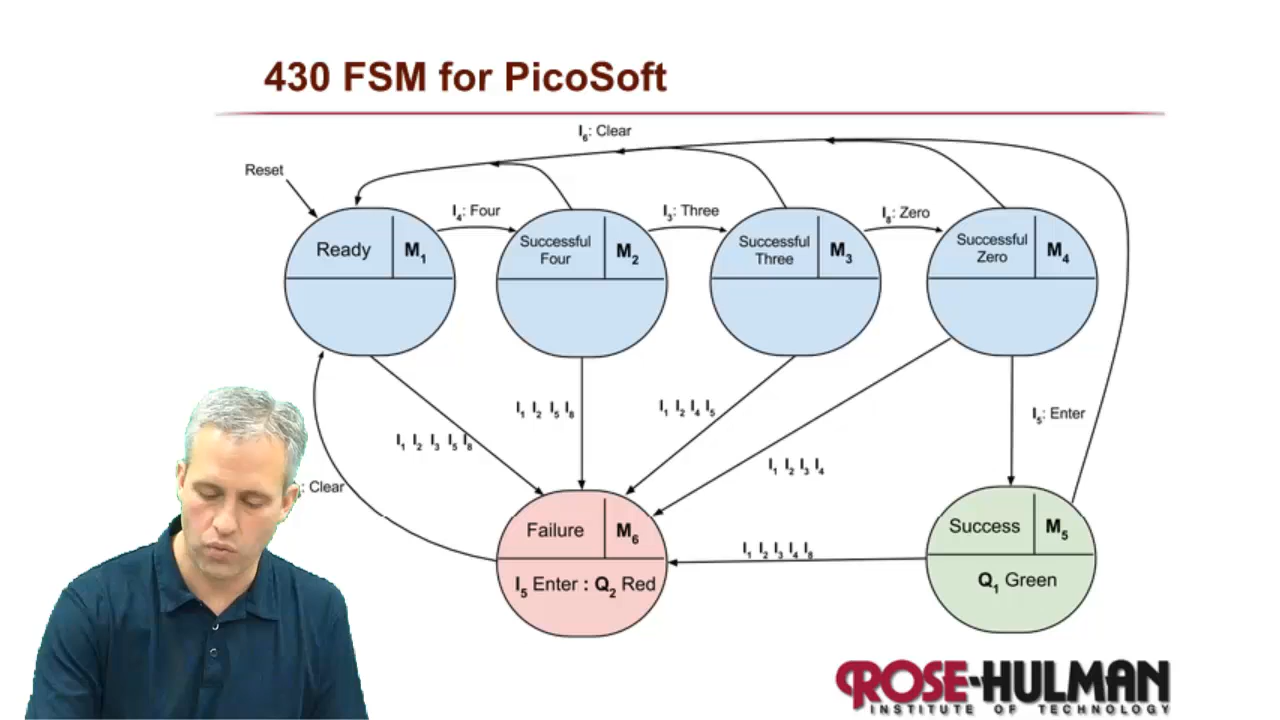 430 FSM for PicoSoft
I6: Clear
Reset
I4: Four
I3: Three
I8: Zero
Ready M1
Successful
Four
M2
Successful
Three
M3
Successful
Zero
M4
I1 I2 I3 I5 I8
I1 I2 I5 I8
I1 I2 I4 I5
I1 I2 I3 I4
I5: Enter
: Clear
Failure M6
I5 Enter : Q2 Red
I1 I2 I3 I4 I8
Success M5
Q1 Green
ROSE-HULMAN
INSTITUTE OF TECHNOLOGY